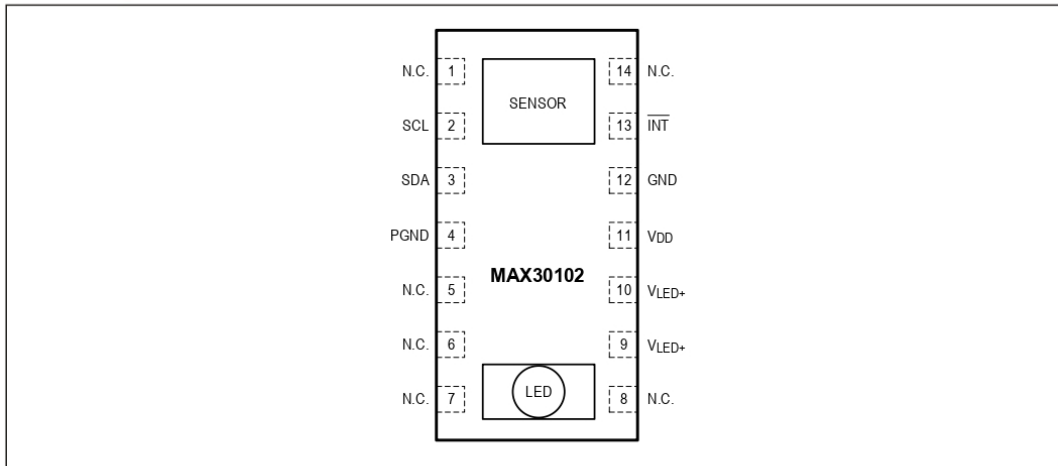 N.C. 1 SENSOR 14 N.C.
SCL 2 13 I̅N̅T̅
SDA 3 12 GND
PGND 4 11 VDD
MAX30102
N.C. 5 10 VLED+
N.C. 6 9 VLED+
N.C. 7 LED 8 N.C.